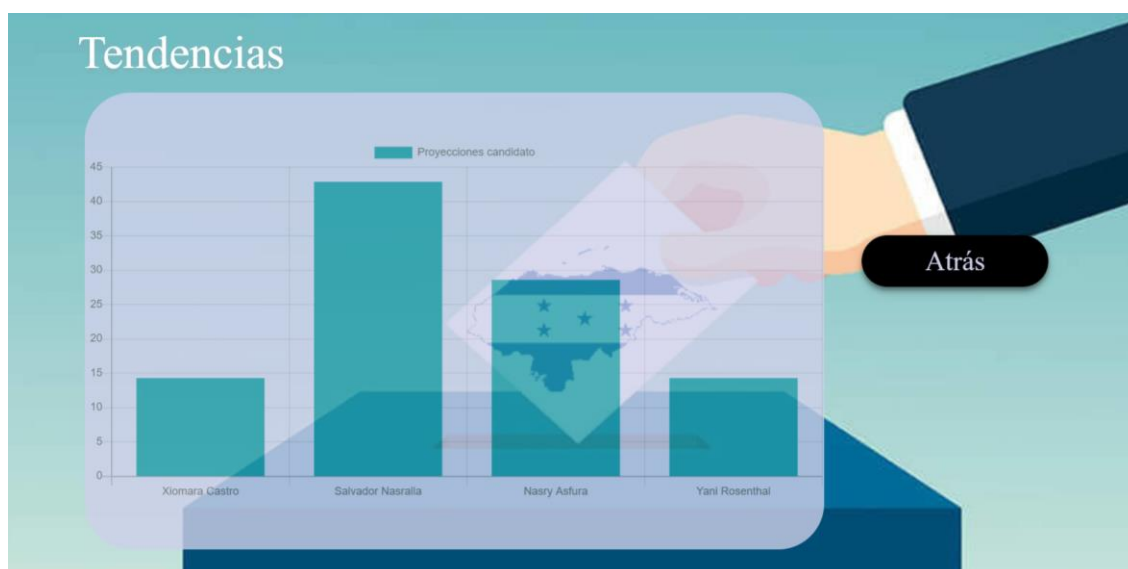 Tendencias
Proyecciones candidato
45
40
35
30
25
20
15
10
5
0
Xiomara Castro
Salvador Nasralla
Nasry Asfura
Yani Rosenthal
Atrás